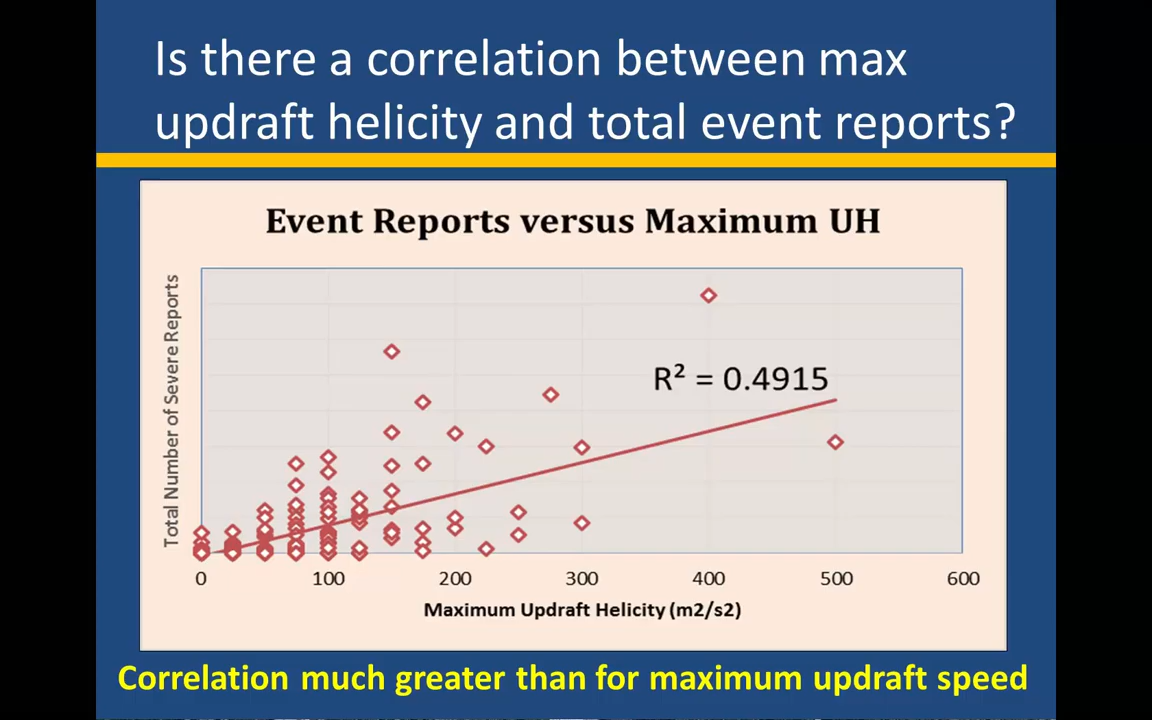 Is there a correlation between max
updraft helicity and total event reports?
Event Reports versus Maximum UH
Total Number of Severe Reports
R² = 0.4915
0 100 200 300 400 500 600
Maximum Updraft Helicity (m2/s2)
Correlation much greater than for maximum updraft speed